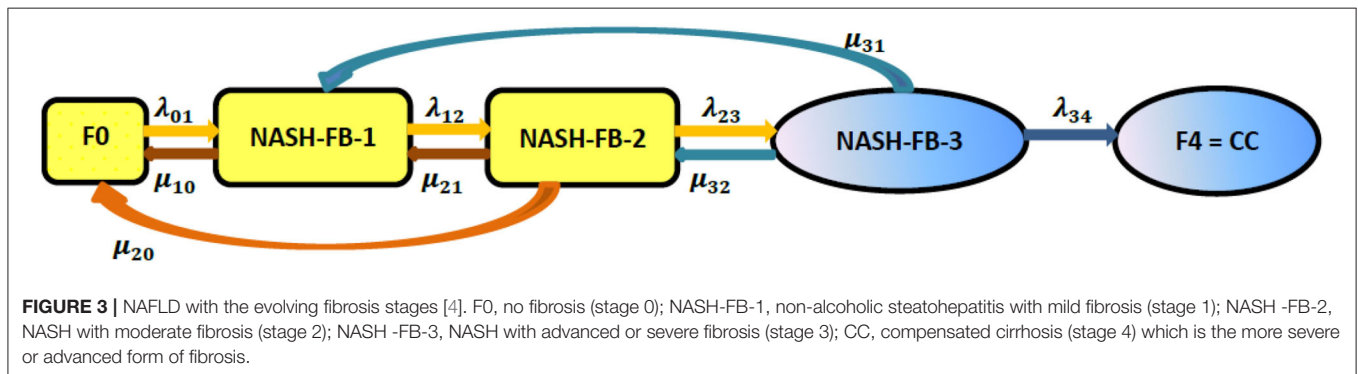 μ₃₁
F0
λ₀₁
μ₁₀
NASH-FB-1
λ₁₂
μ₂₁
NASH-FB-2
λ₂₃
μ₃₂
NASH-FB-3
λ₃₄
F4 = CC
μ₂₀
FIGURE 3 | NAFLD with the evolving fibrosis stages [4]. F0, no fibrosis (stage 0); NASH-FB-1, non-alcoholic steatohepatitis with mild fibrosis (stage 1); NASH -FB-2,
NASH with moderate fibrosis (stage 2); NASH -FB-3, NASH with advanced or severe fibrosis (stage 3); CC, compensated cirrhosis (stage 4) which is the more severe
or advanced form of fibrosis.